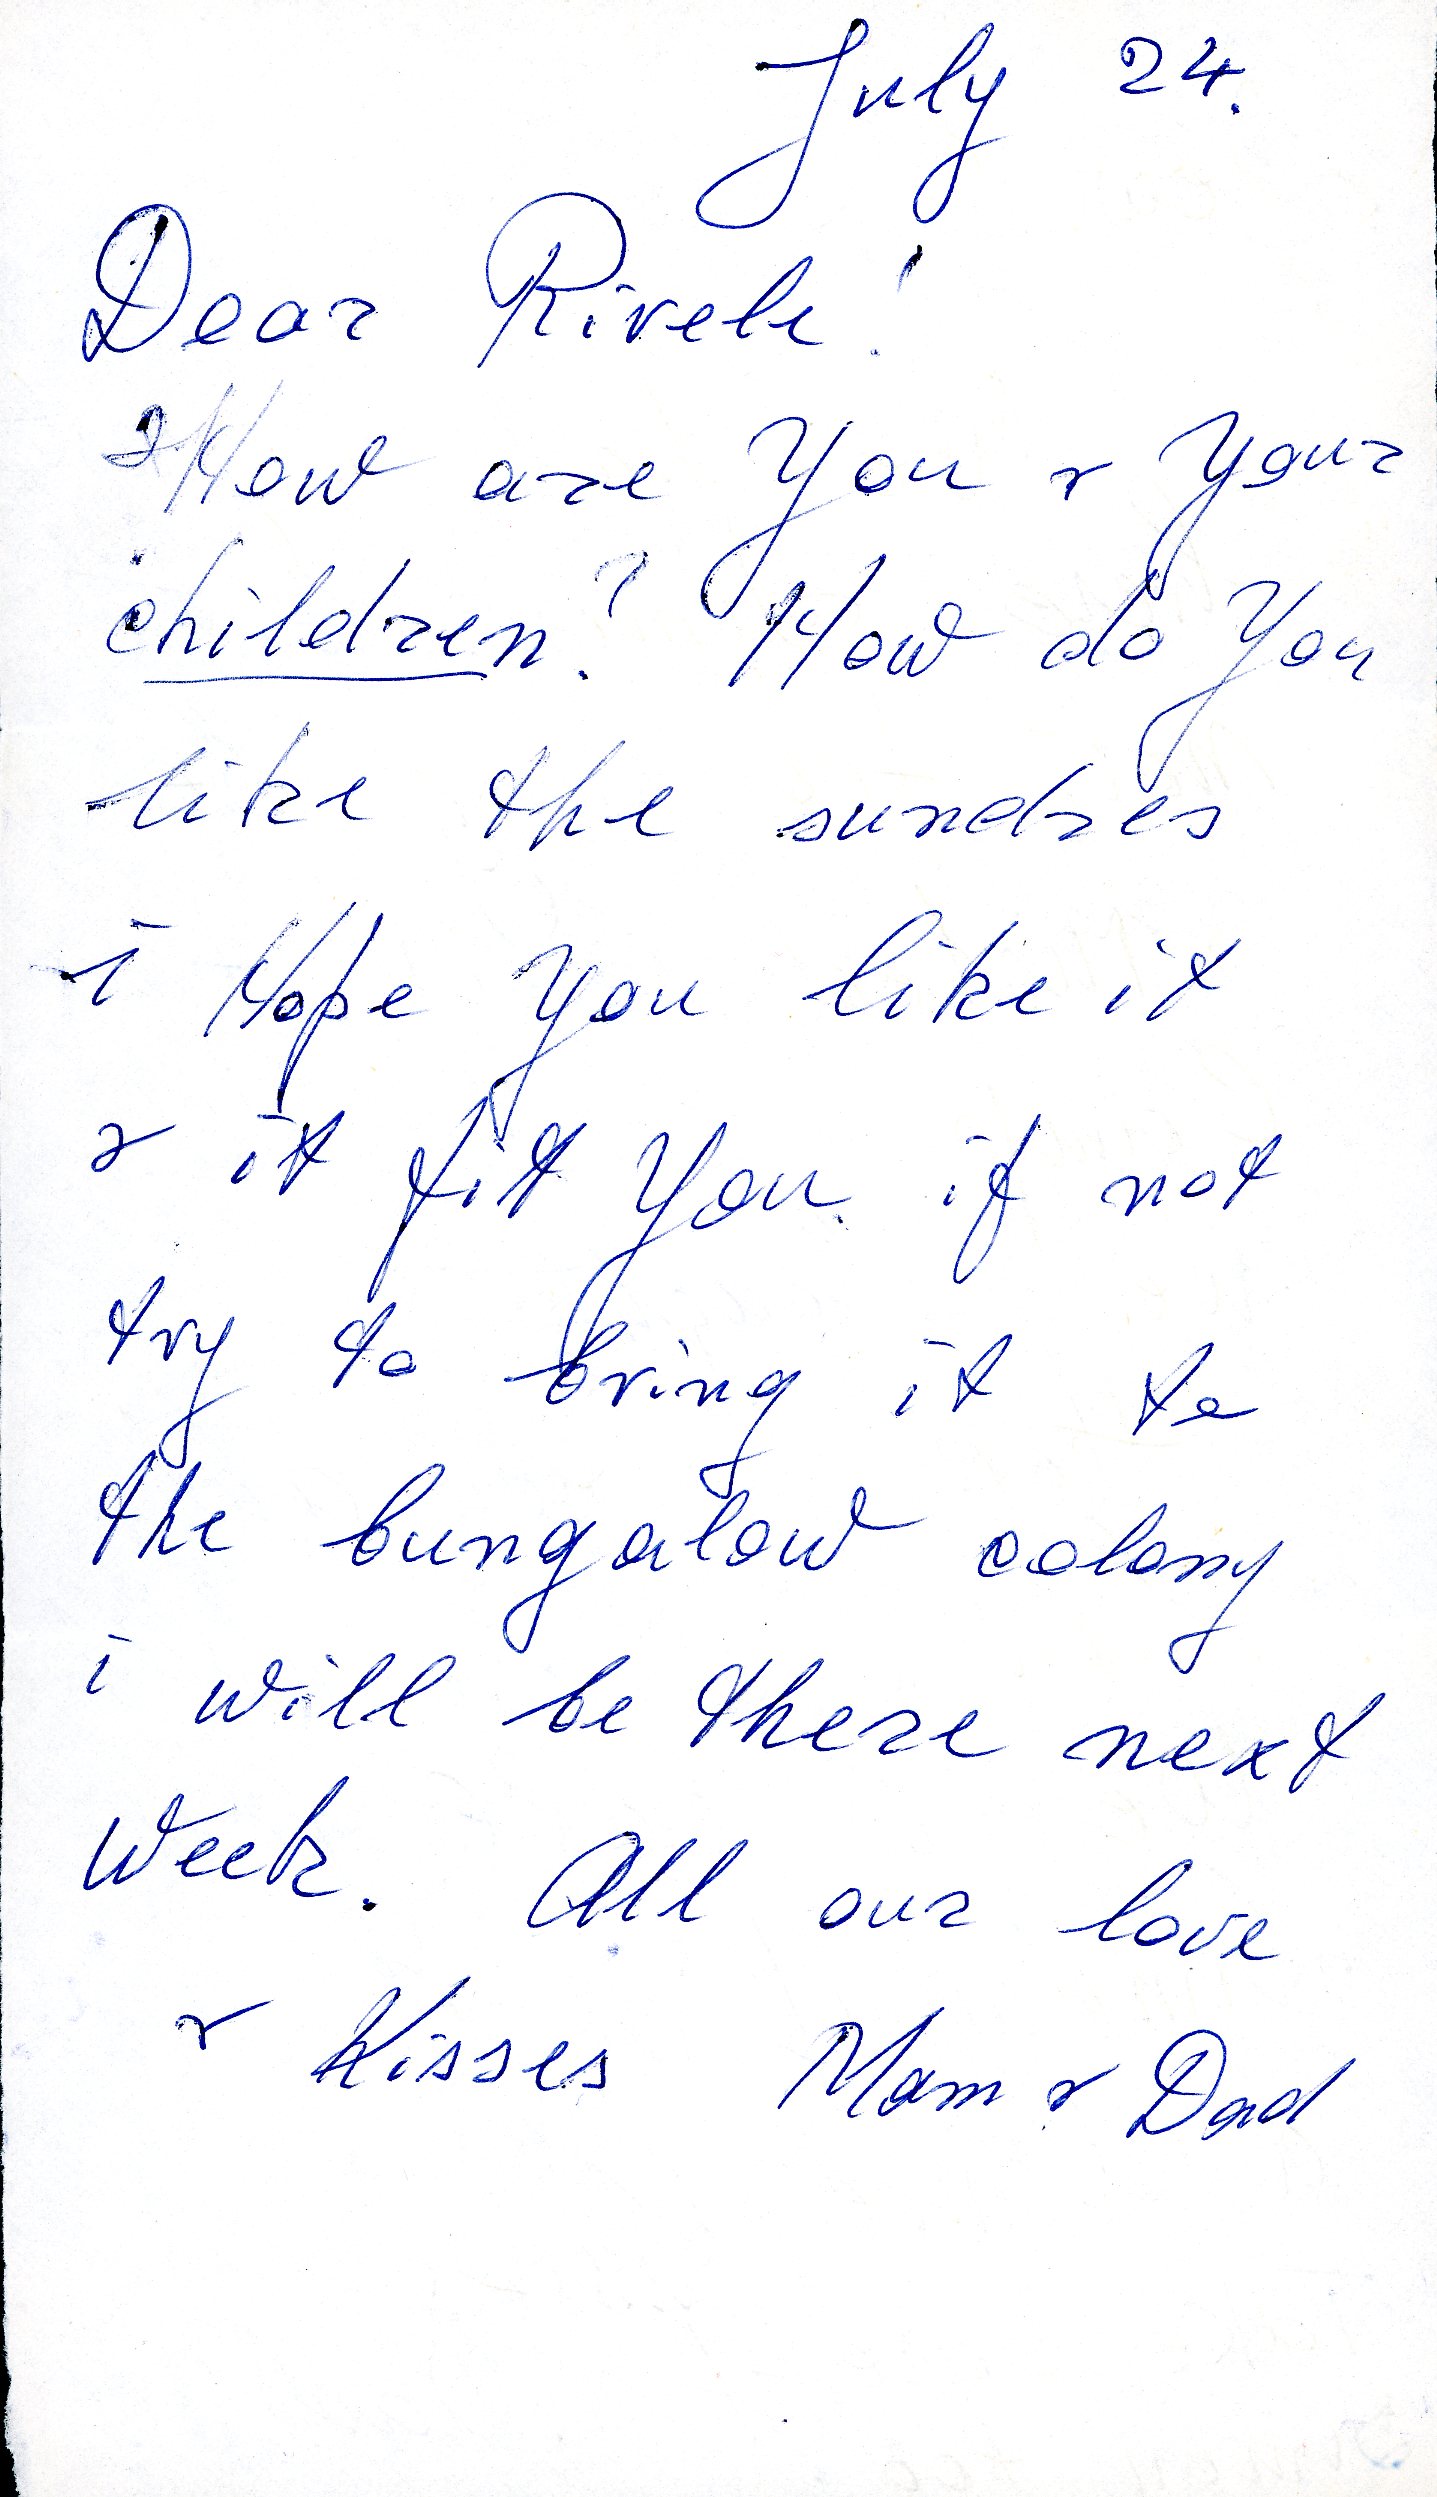 July 24.
Dear Rivele!
How are You & Your
children? How do You
like the sundres
i Hope You like it
& it fit You. if not
try to bring it to
the bungalow colony
i will be there next
Week. All our love
& Kisses Mom & Dad